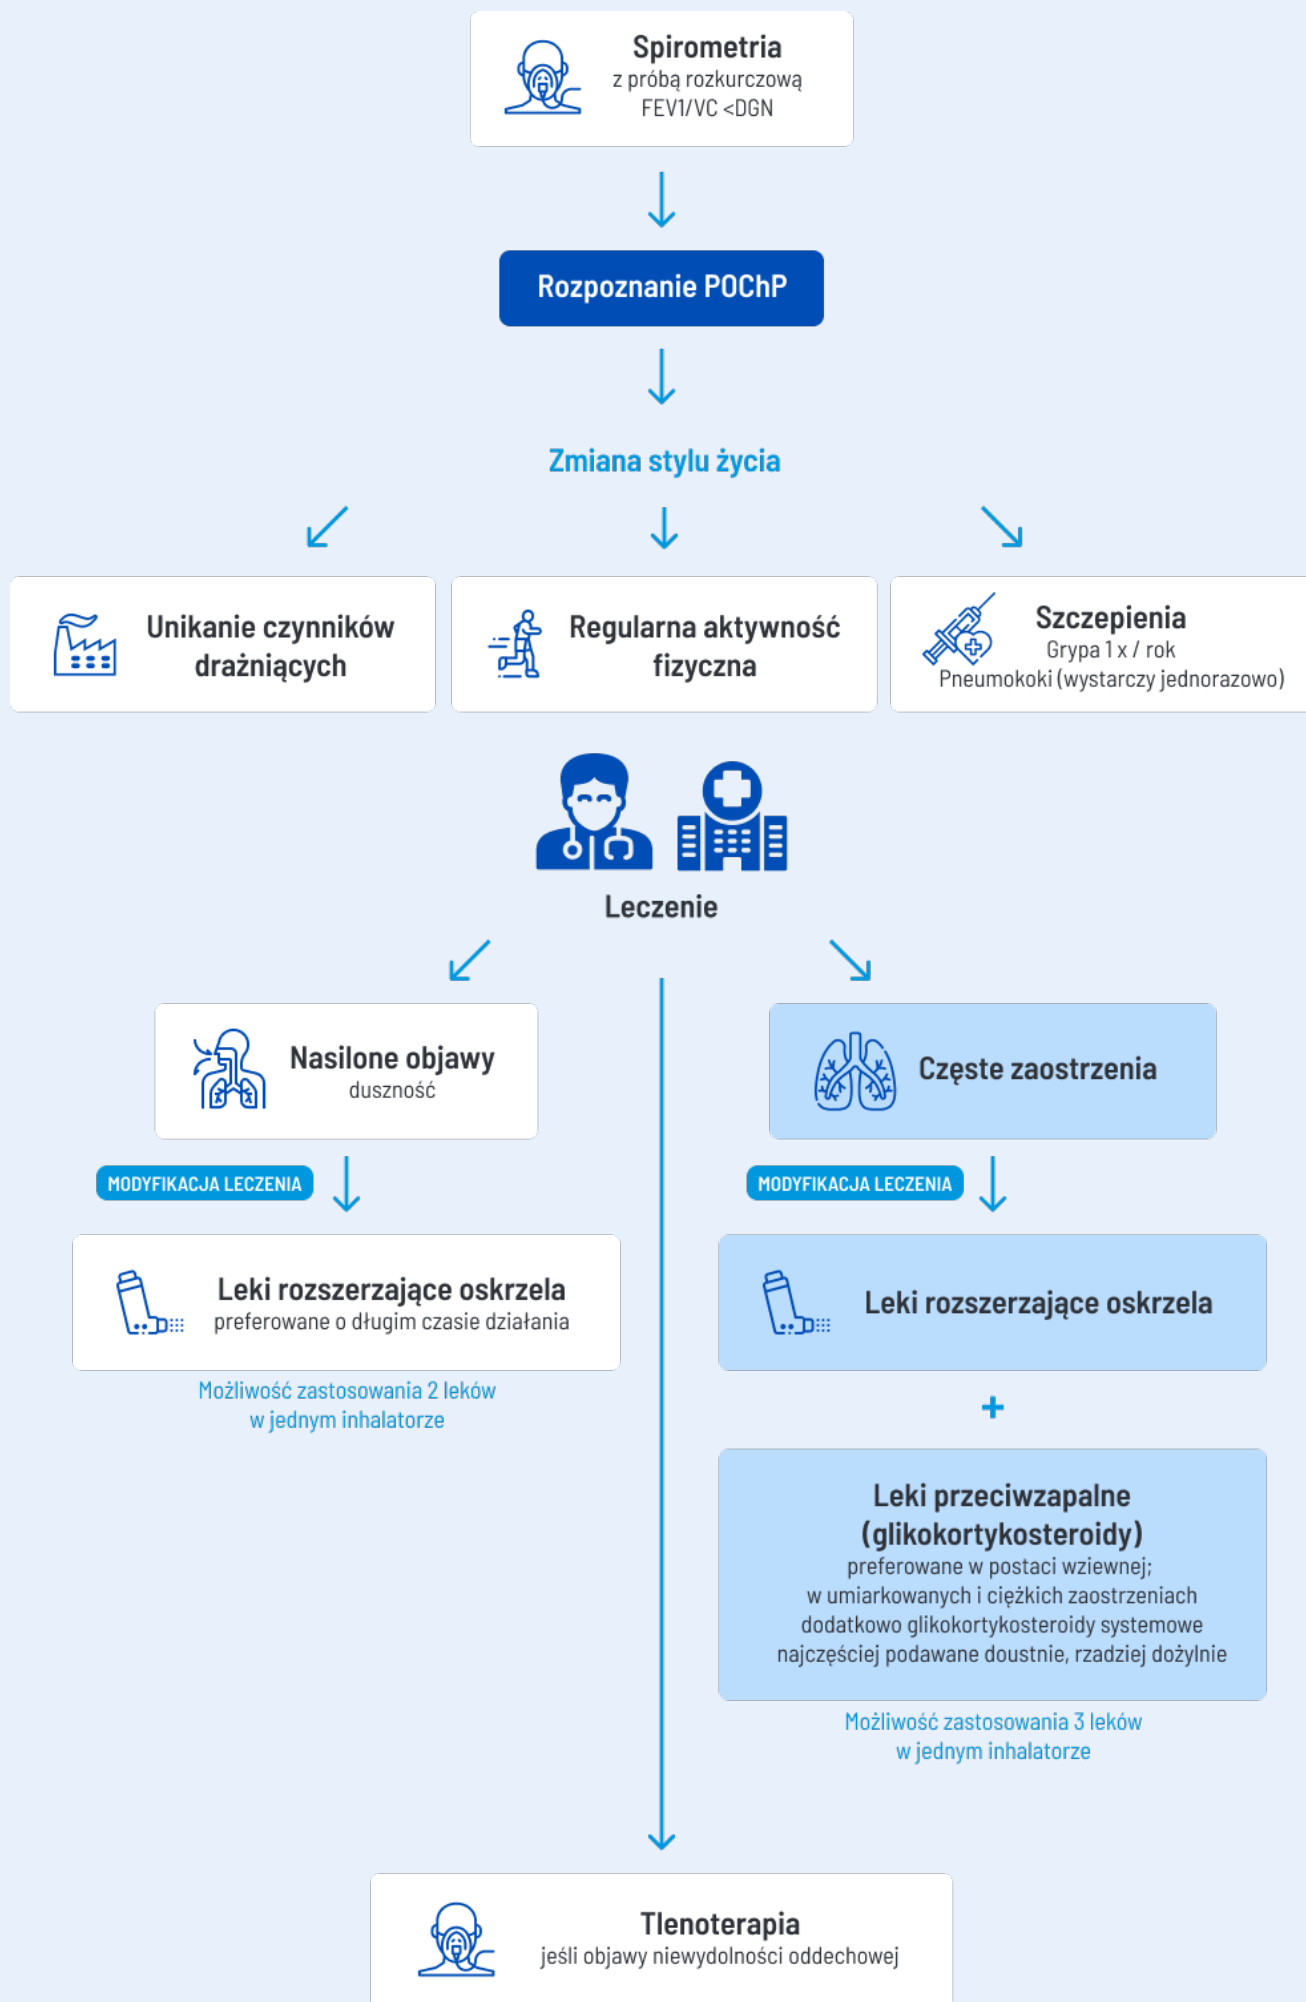 Spirometria
z próbą rozkurczową
FEV1/VC <DGN
Rozpoznanie POChP
Zmiana stylu życia
Unikanie czynników
drażniących
Regularna aktywność
fizyczna
Szczepienia
Grypa 1 x / rok
Pneumokoki (wystarczy jednorazowo)
Leczenie
Nasilone objawy
duszność
MODYFIKACJA LECZENIA
Leki rozszerzające oskrzela
preferowane o długim czasie działania
Możliwość zastosowania 2 leków
w jednym inhalatorze
Częste zaostrzenia
MODYFIKACJA LECZENIA
Leki rozszerzające oskrzela
+
Leki przeciwzapalne
(glikokortykosteroidy)
preferowane w postaci wziewnej;
w umiarkowanych i ciężkich zaostrzeniach
dodatkowo glikokortykosteroidy systemowe
najczęściej podawane doustnie, rzadziej dożylnie
Możliwość zastosowania 3 leków
w jednym inhalatorze
Tlenoterapia
jeśli objawy niewydolności oddechowej